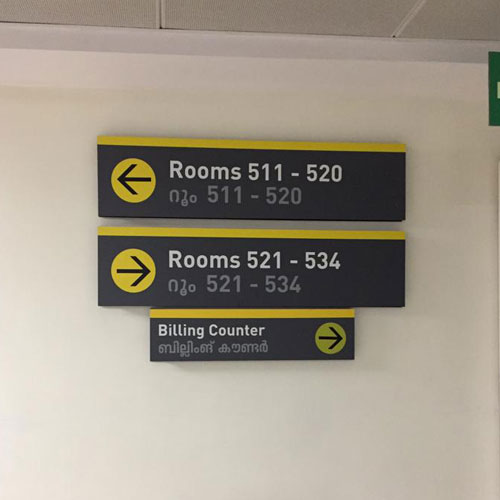 Rooms 511 - 520
റൂം 511 - 520
Rooms 521 - 534
റൂം 521 - 534
Billing Counter
ബില്ലിംങ് കൗണ്ടർ